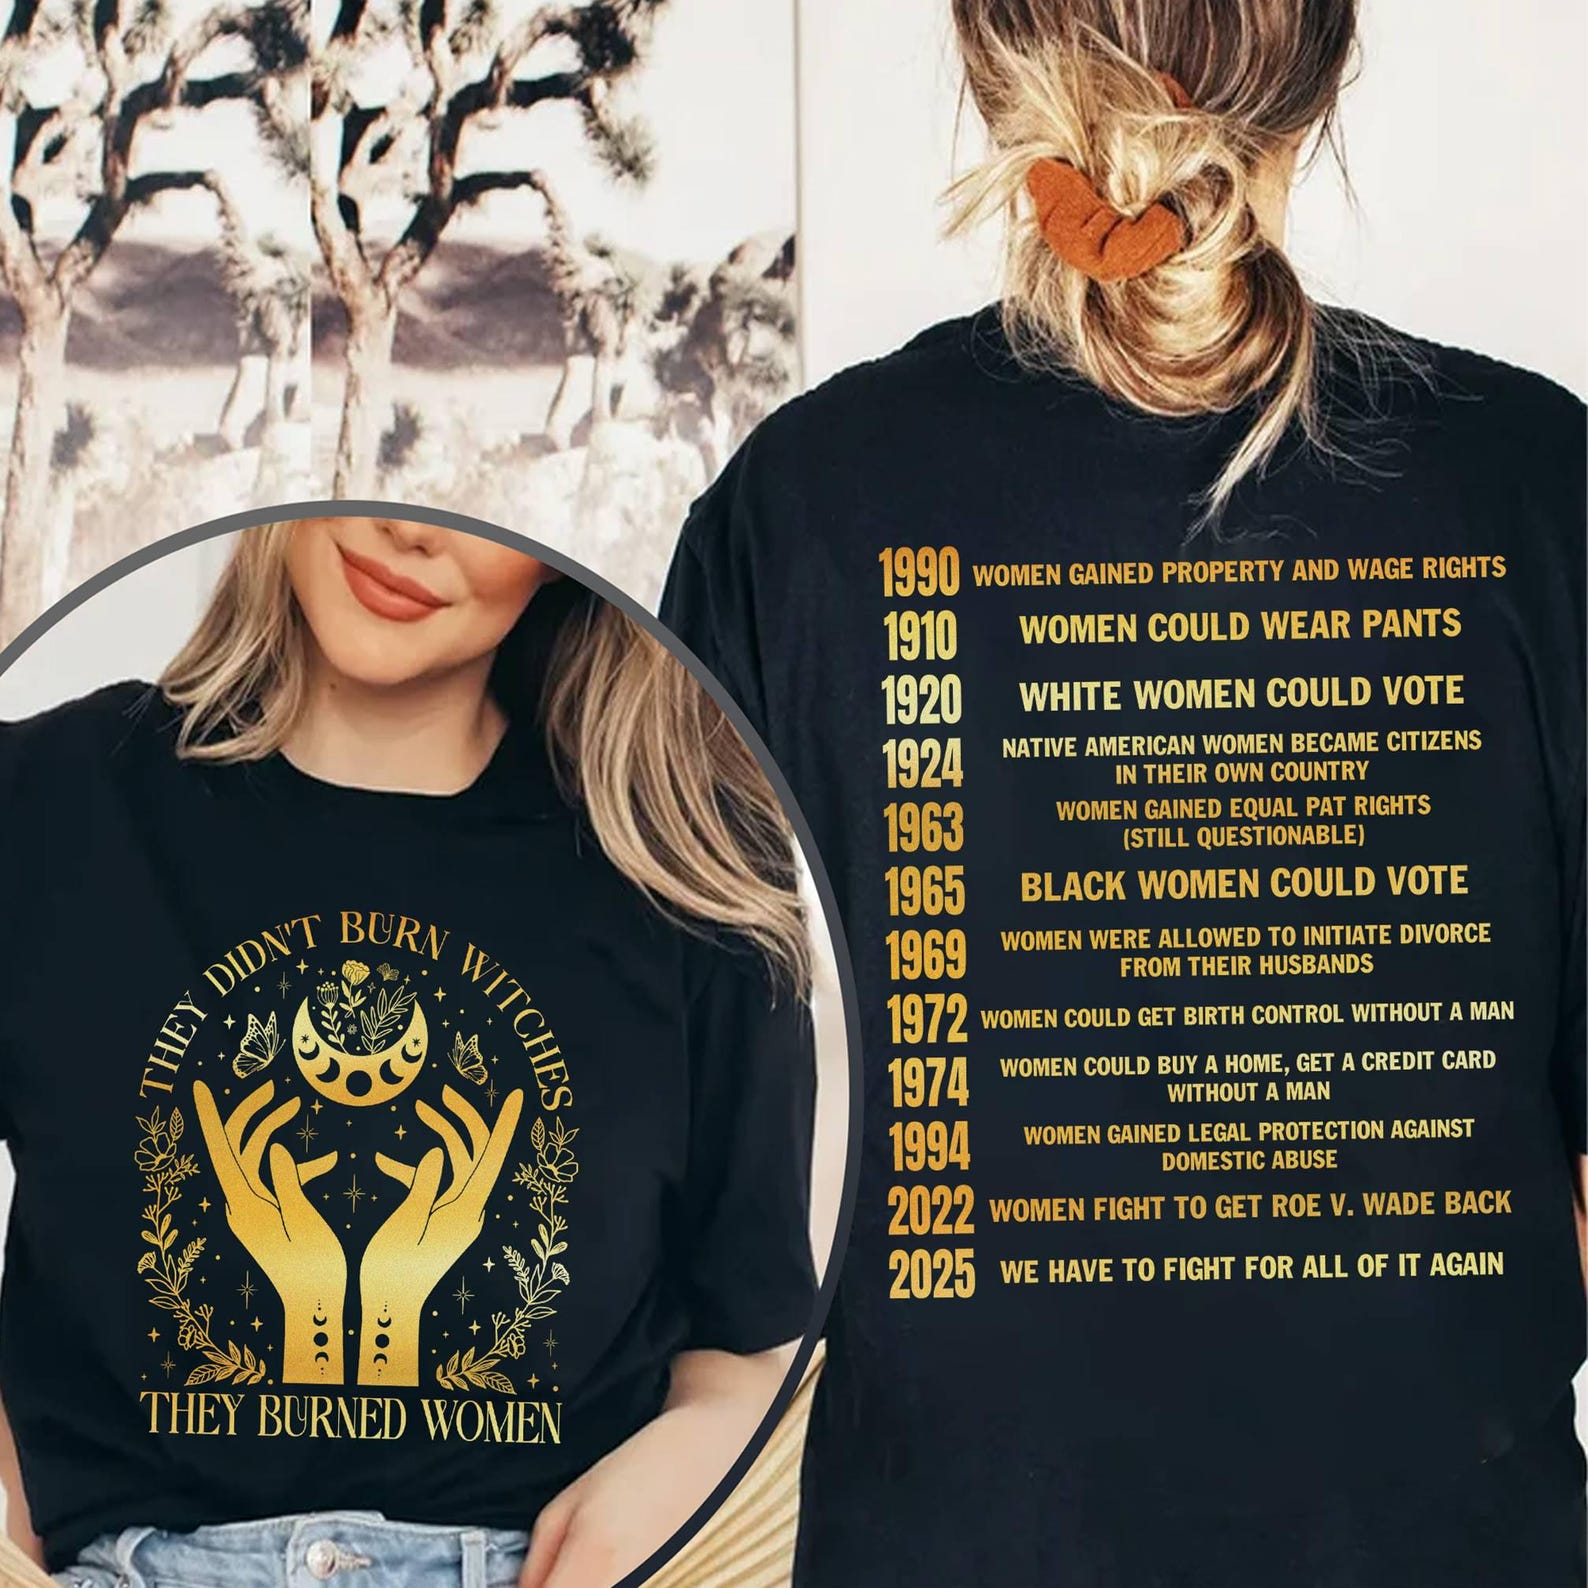 THEY DIDN'T BURN WITCHES
THEY BURNED WOMEN
1990 WOMEN GAINED PROPERTY AND WAGE RIGHTS
1910 WOMEN COULD WEAR PANTS
1920 WHITE WOMEN COULD VOTE
1924 NATIVE AMERICAN WOMEN BECAME CITIZENS
IN THEIR OWN COUNTRY
1963 WOMEN GAINED EQUAL PAT RIGHTS
(STILL QUESTIONABLE)
1965 BLACK WOMEN COULD VOTE
1969 WOMEN WERE ALLOWED TO INITIATE DIVORCE
FROM THEIR HUSBANDS
1972 WOMEN COULD GET BIRTH CONTROL WITHOUT A MAN
1974 WOMEN COULD BUY A HOME, GET A CREDIT CARD
WITHOUT A MAN
1994 WOMEN GAINED LEGAL PROTECTION AGAINST
DOMESTIC ABUSE
2022 WOMEN FIGHT TO GET ROE V. WADE BACK
2025 WE HAVE TO FIGHT FOR ALL OF IT AGAIN